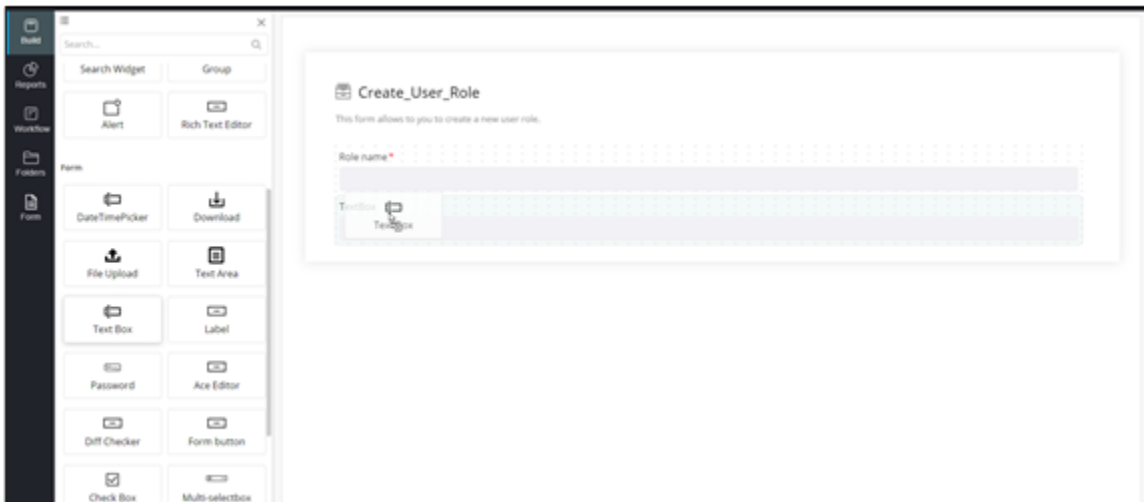 Build
Reports
Workflow
Folders
Form
Search...
Search Widget
Group
Alert
Rich Text Editor
Form
DateTimePicker
Download
File Upload
Text Area
Text Box
Label
Password
Ace Editor
Diff Checker
Form button
Check Box
Multi-selectbox
Create_User_Role
This form allows to you to create a new user role.
Role name*
TextBox